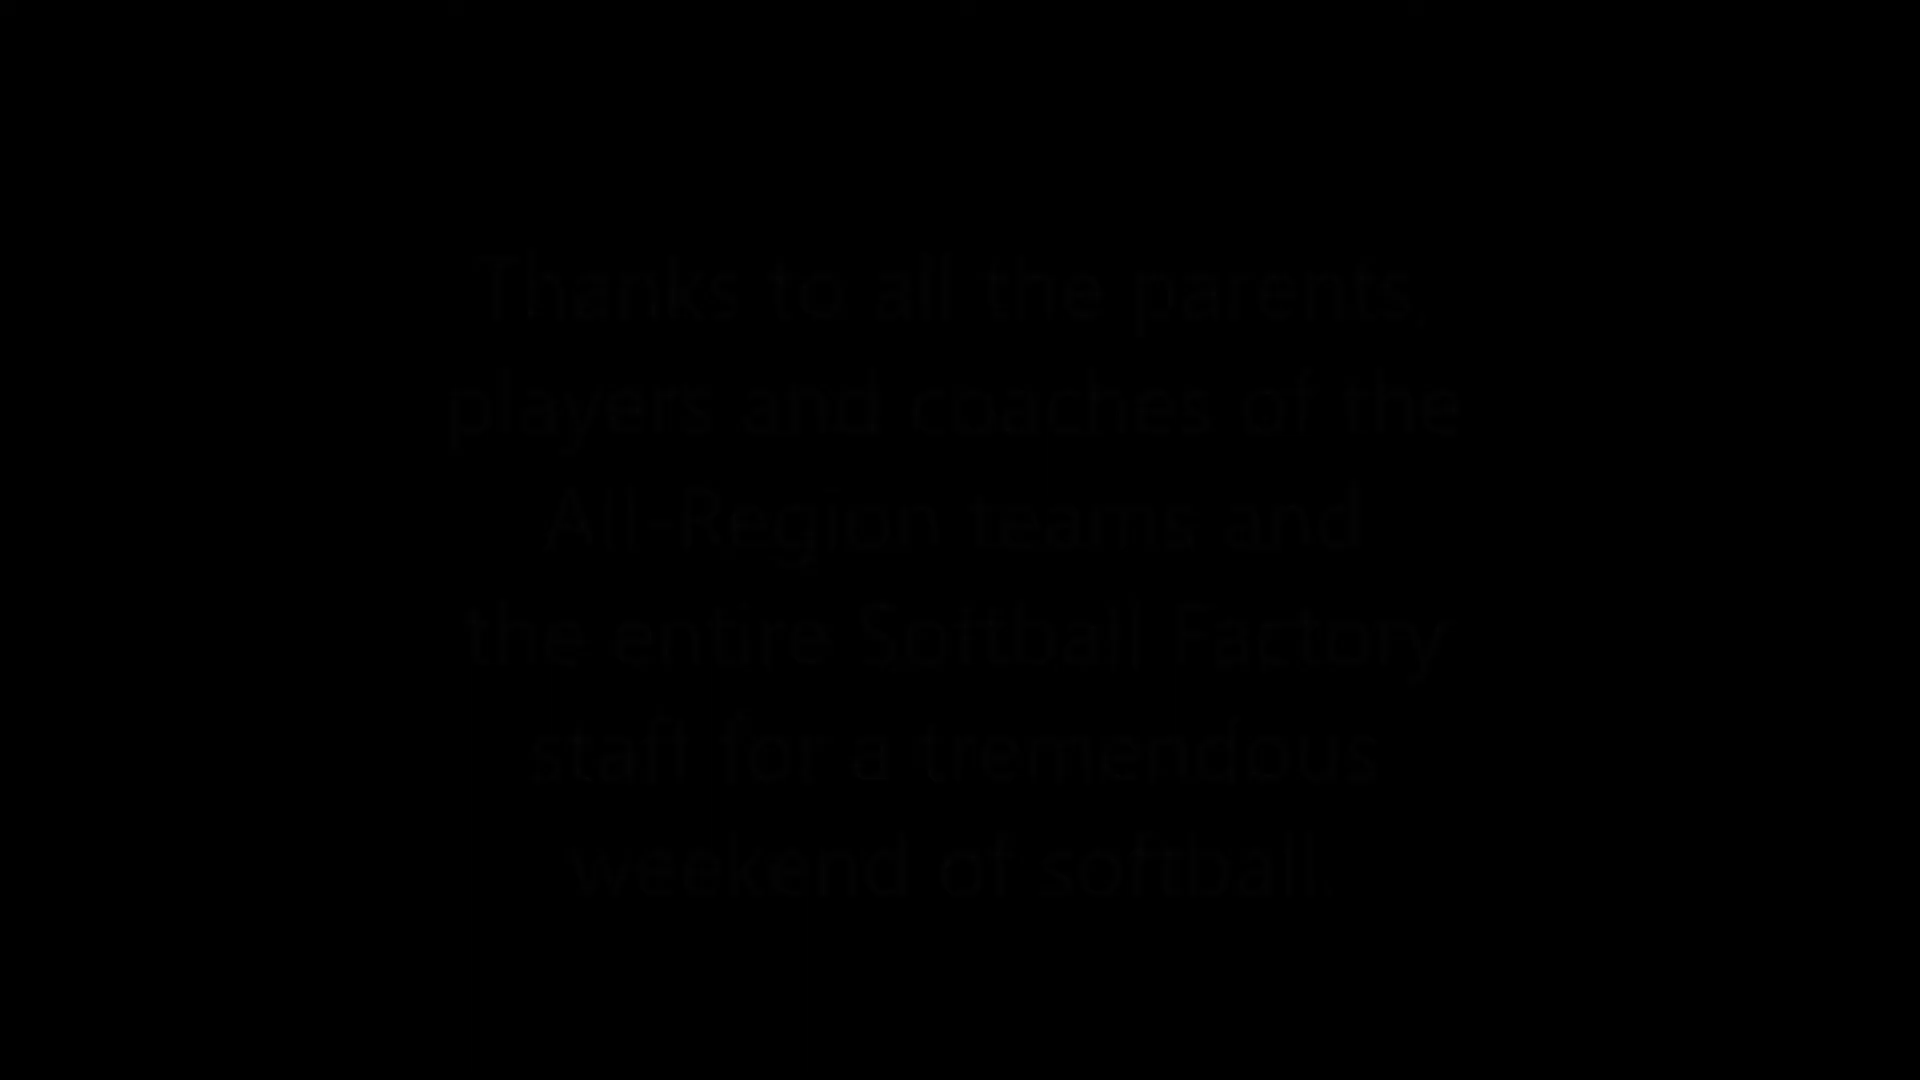 Thanks to all the parents,
players and coaches of the
All-Region teams and
the entire Softball Factory
staff for a tremendous
weekend of softball.